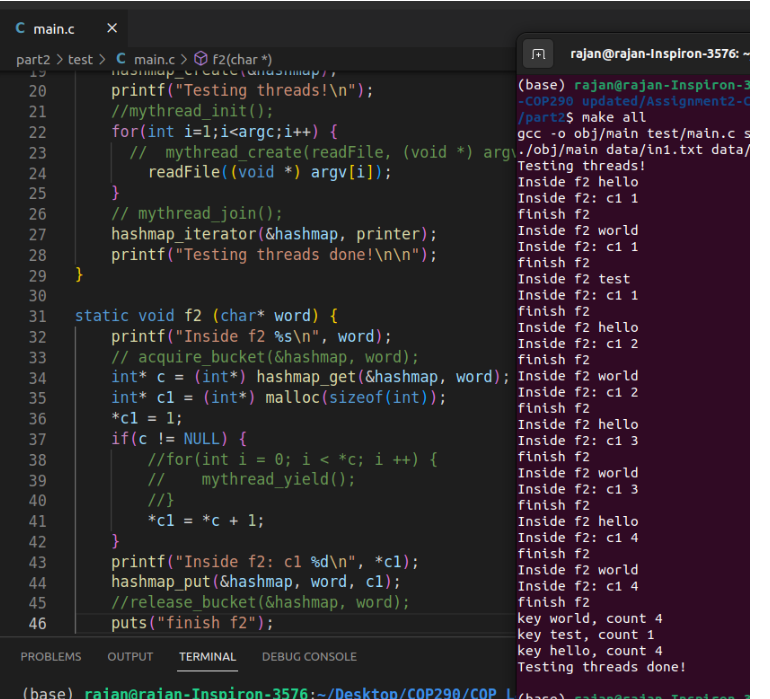 main.c
part2 > test > C main.c > f2(char *)
19 hashmap_create(&hashmap);
20 printf("Testing threads!\n");
21 //mythread_init();
22 for(int i=1;i<argc;i++) {
23 // mythread_create(readFile, (void *) argv
24 readFile((void *) argv[i]);
25 }
26 // mythread_join();
27 hashmap_iterator(&hashmap, printer);
28 printf("Testing threads done!\n\n");
29 }
30
31 static void f2 (char* word) {
32 printf("Inside f2 %s\n", word);
33 // acquire_bucket(&hashmap, word);
34 int* c = (int*) hashmap_get(&hashmap, word);
35 int* c1 = (int*) malloc(sizeof(int));
36 *c1 = 1;
37 if(c != NULL) {
38 //for(int i = 0; i < *c; i ++) {
39 // mythread_yield();
40 //}
41 *c1 = *c + 1;
42 }
43 printf("Inside f2: c1 %d\n", *c1);
44 hashmap_put(&hashmap, word, c1);
45 //release_bucket(&hashmap, word);
46 puts("finish f2");
PROBLEMS OUTPUT TERMINAL DEBUG CONSOLE
(base) rajan@rajan-Inspiron-3576:~/Desktop/COP290/COP_L
rajan@rajan-Inspiron-3576: ~
(base) rajan@rajan-Inspiron-3
-COP290 updated/Assignment2-C
/part2$ make all
gcc -o obj/main test/main.c s
./obj/main data/in1.txt data/
Testing threads!
Inside f2 hello
Inside f2: c1 1
finish f2
Inside f2 world
Inside f2: c1 1
finish f2
Inside f2 test
Inside f2: c1 1
finish f2
Inside f2 hello
Inside f2: c1 2
finish f2
Inside f2 world
Inside f2: c1 2
finish f2
Inside f2 hello
Inside f2: c1 3
finish f2
Inside f2 world
Inside f2: c1 3
finish f2
Inside f2 hello
Inside f2: c1 4
finish f2
Inside f2 world
Inside f2: c1 4
finish f2
key world, count 4
key test, count 1
key hello, count 4
Testing threads done!
(base) rajan@rajan-Inspiron-3